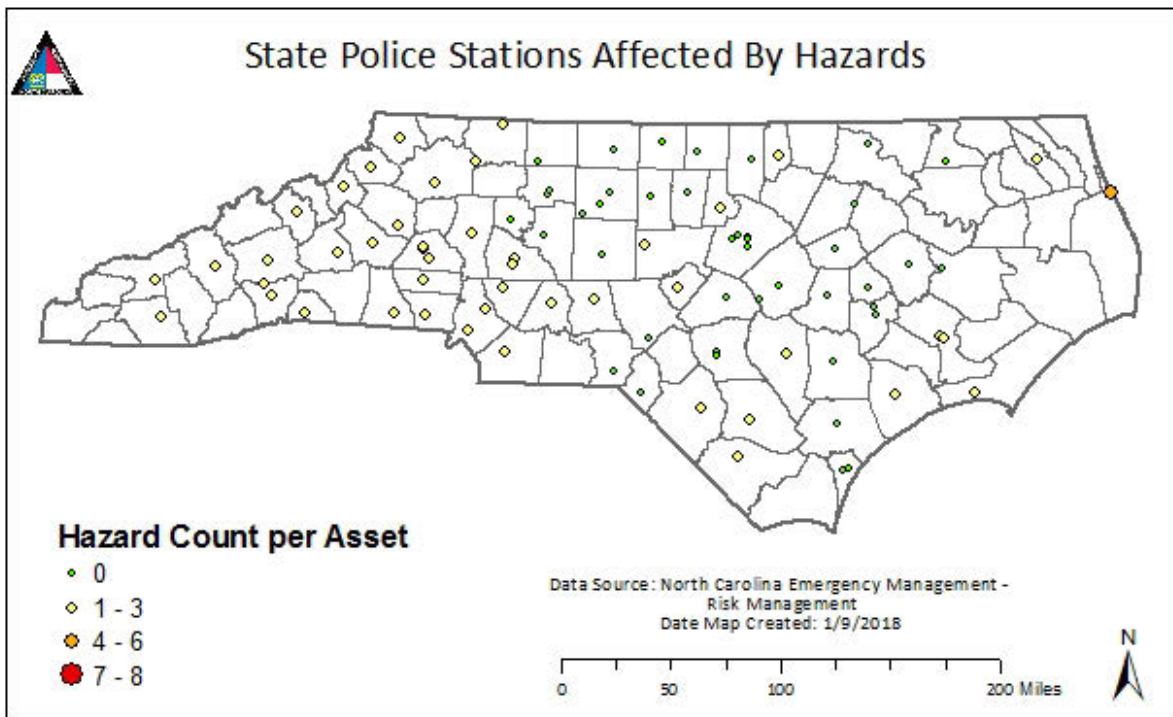 State Police Stations Affected By Hazards
Hazard Count per Asset
0
1 - 3
4 - 6
7 - 8
Data Source: North Carolina Emergency Management -
Risk Management
Date Map Created: 1/9/2018
0 50 100 200 Miles
N